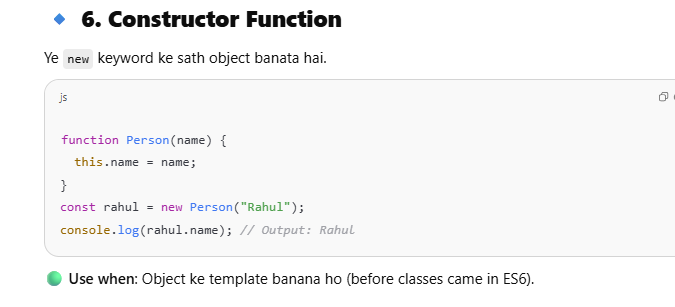 🔹 6. Constructor Function
Ye new keyword ke sath object banata hai.
js
function Person(name) {
  this.name = name;
}
const rahul = new Person("Rahul");
console.log(rahul.name); // Output: Rahul
🟢 Use when: Object ke template banana ho (before classes came in ES6).